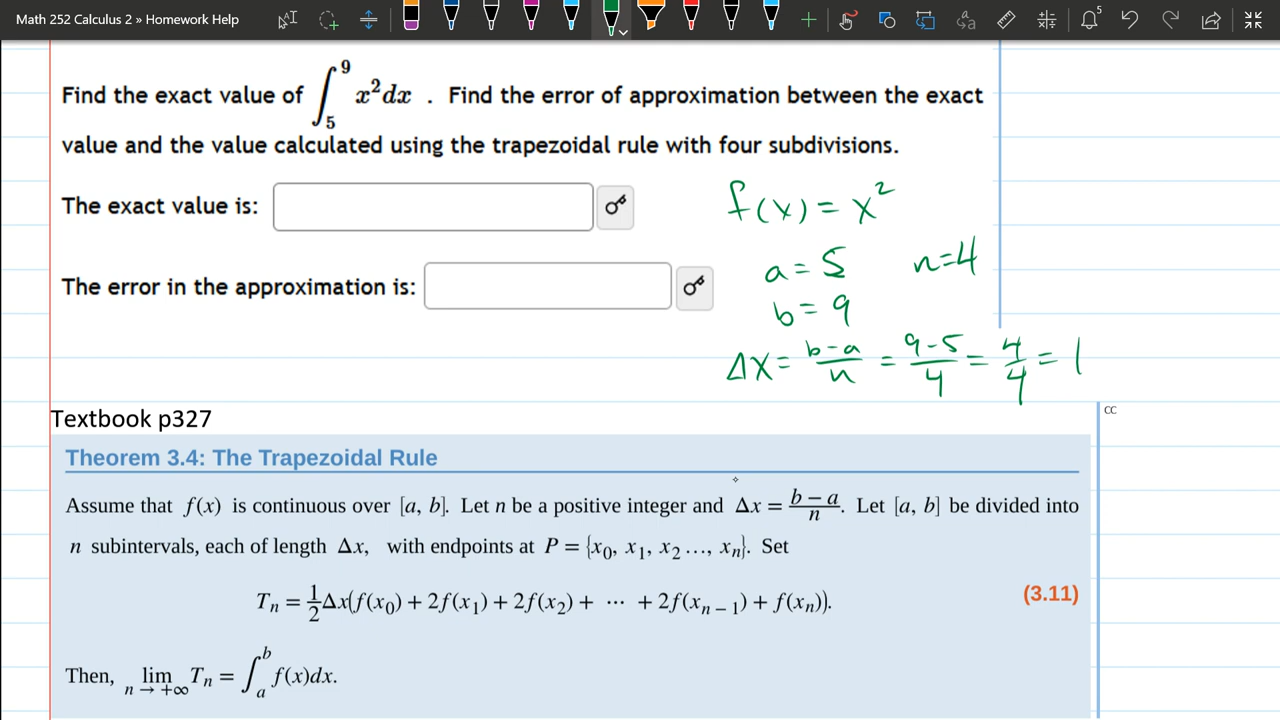 Math 252 Calculus 2 » Homework Help
5
Find the exact value of ∫₅⁹ x²dx . Find the error of approximation between the exact
value and the value calculated using the trapezoidal rule with four subdivisions.
The exact value is:
The error in the approximation is:
f(x) = x²
a = 5 n=4
b = 9
Δx = (b-a)/n = (9-5)/4 = 4/4 = 1
Textbook p327
cc
Theorem 3.4: The Trapezoidal Rule
Assume that f(x) is continuous over [a, b]. Let n be a positive integer and Δx = (b − a)/n. Let [a, b] be divided into
n subintervals, each of length Δx, with endpoints at P = {x₀, x₁, x₂ …, xₙ}. Set
Tₙ = ½Δx(f(x₀) + 2f(x₁) + 2f(x₂) + ⋯ + 2f(xₙ₋₁) + f(xₙ)). (3.11)
Then, lim n → +∞ Tₙ = ∫ₐᵇ f(x)dx.